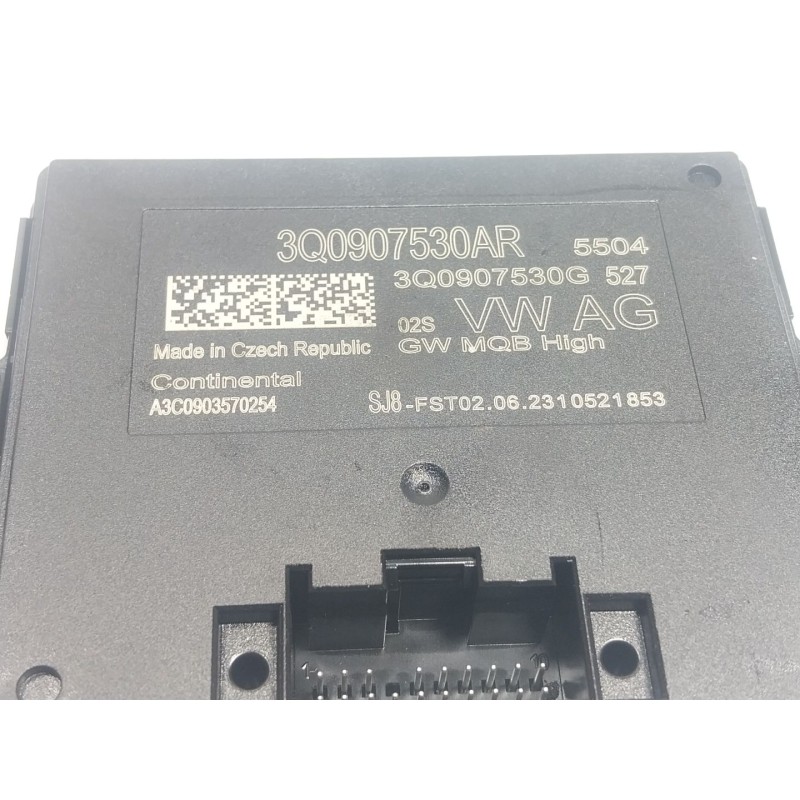 3Q0907530AR 5504
3Q0907530G 527
02S VW AG
Made in Czech Republic GW MQB High
Continental
A3C0903570254 SJ8-FST02.06.2310521853
1